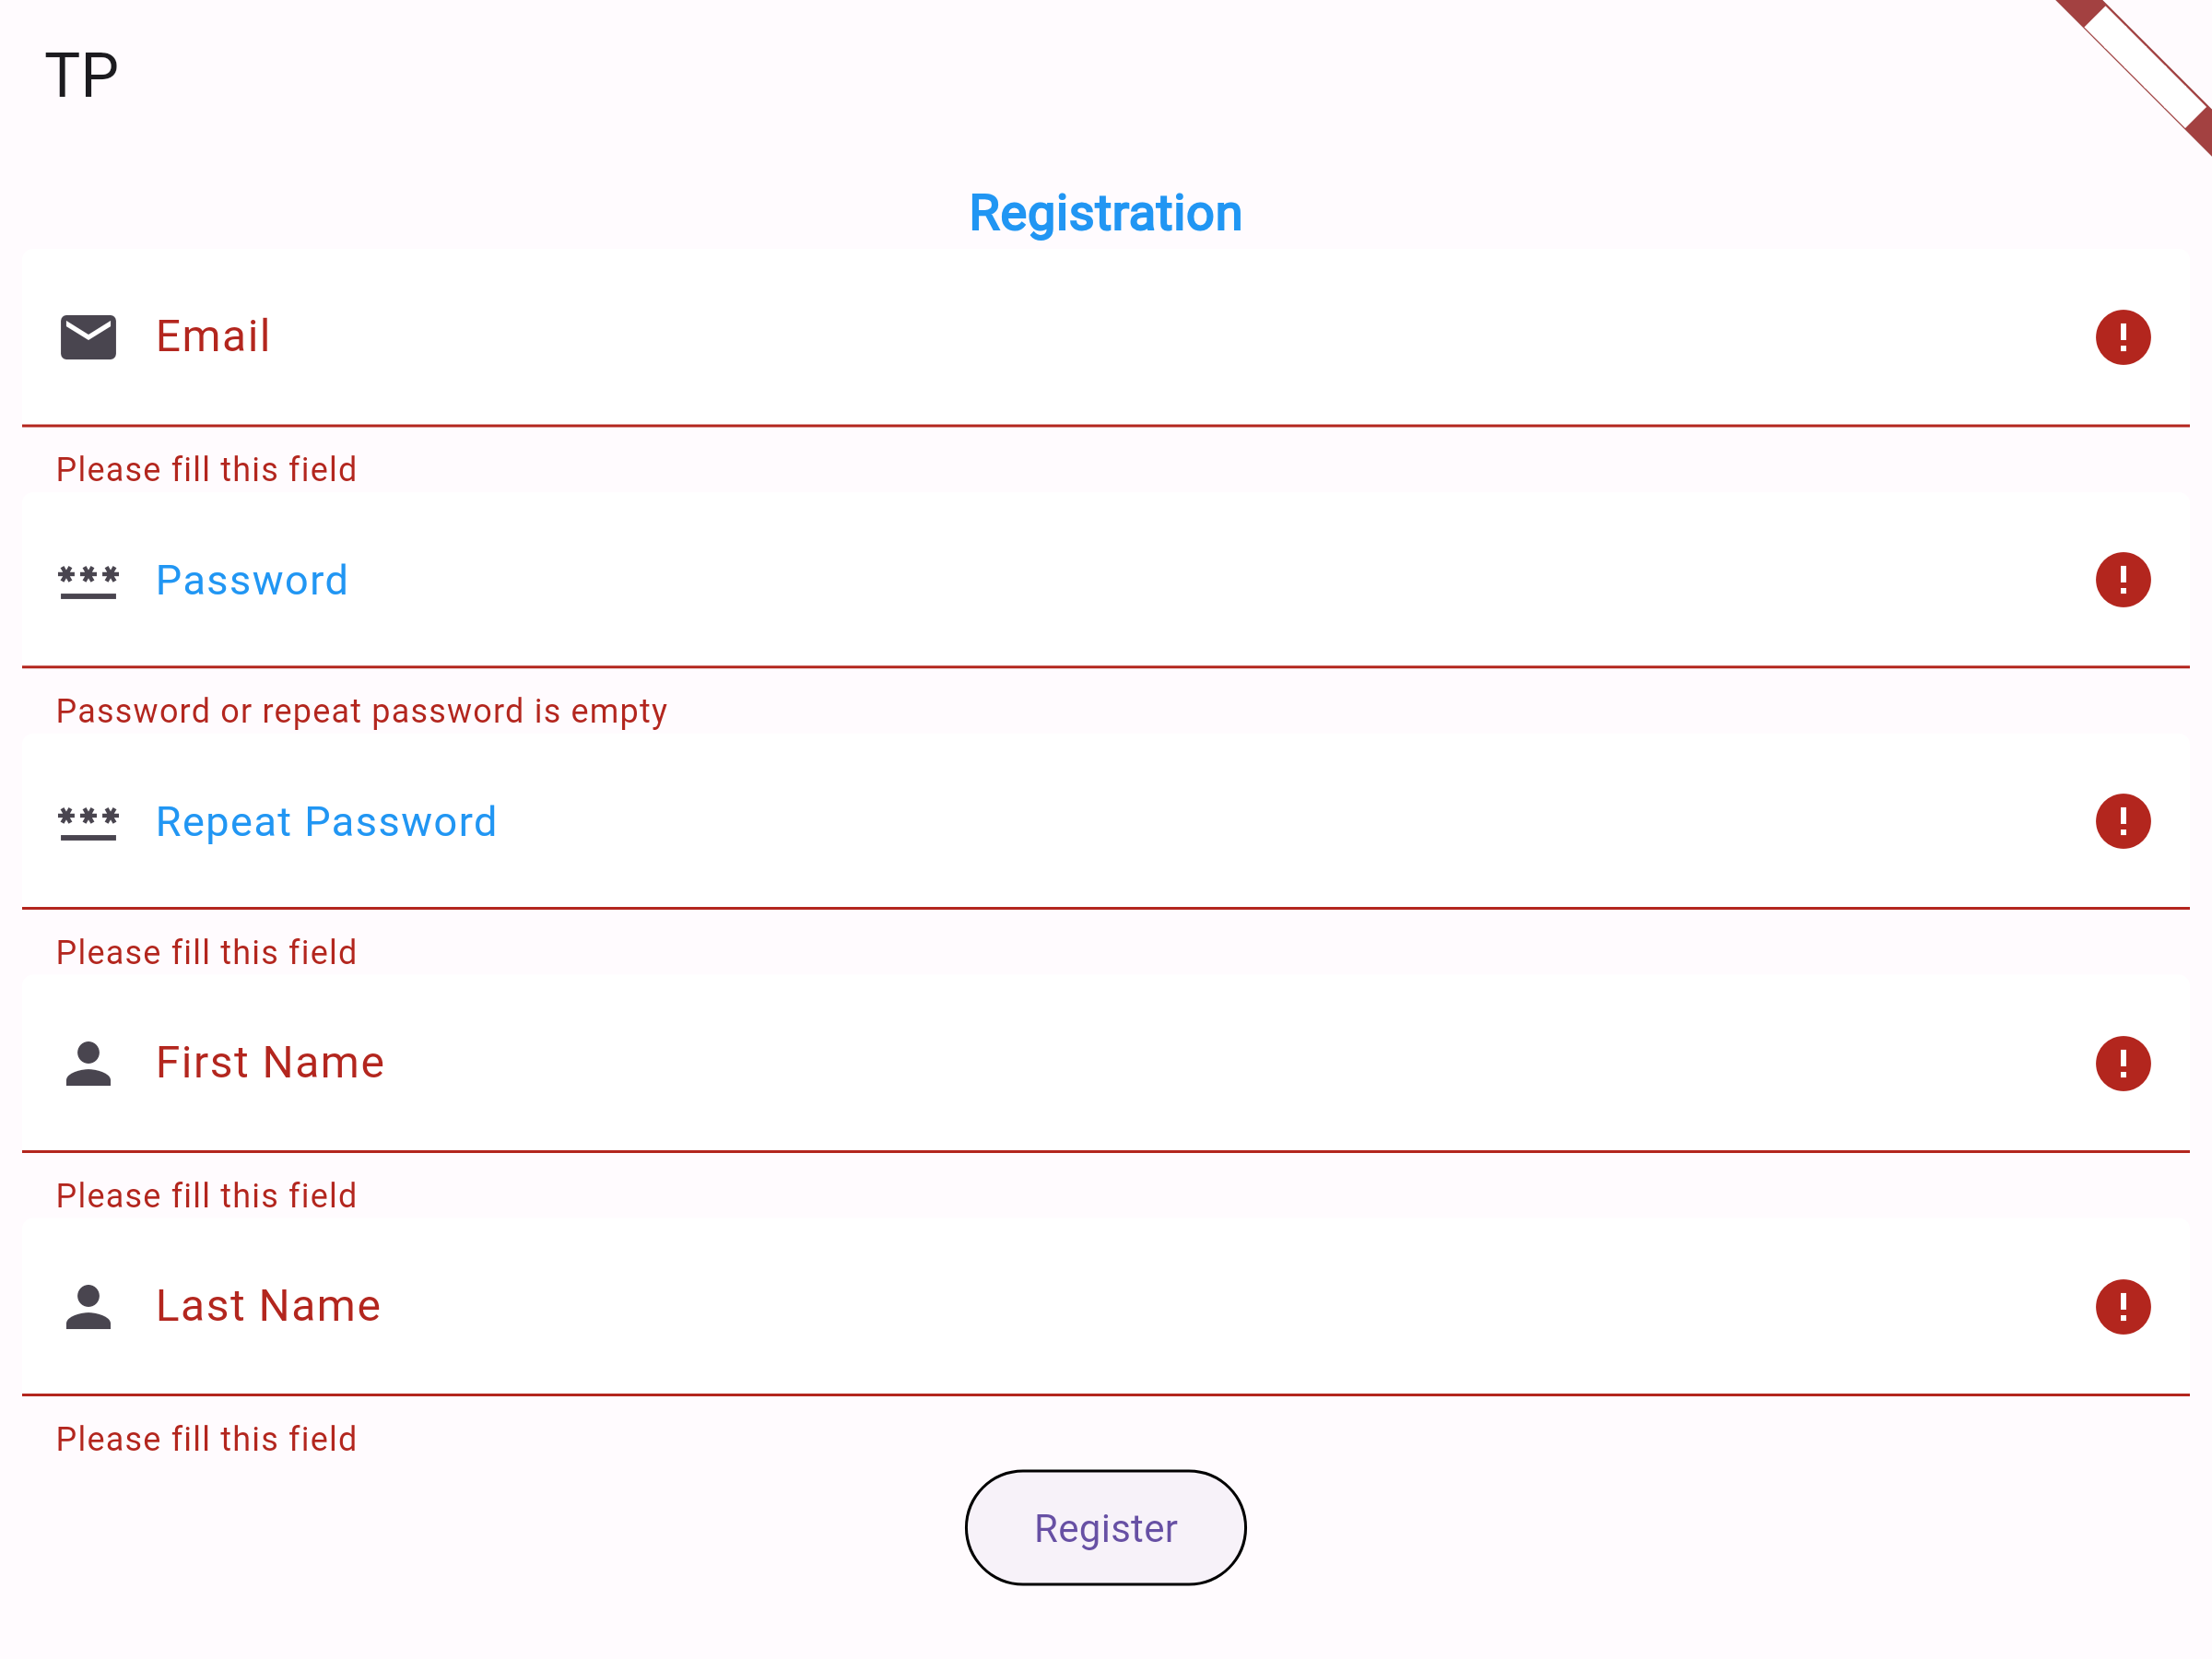 TP
Registration
Email
Please fill this field
Password
Password or repeat password is empty
Repeat Password
Please fill this field
First Name
Please fill this field
Last Name
Please fill this field
Register